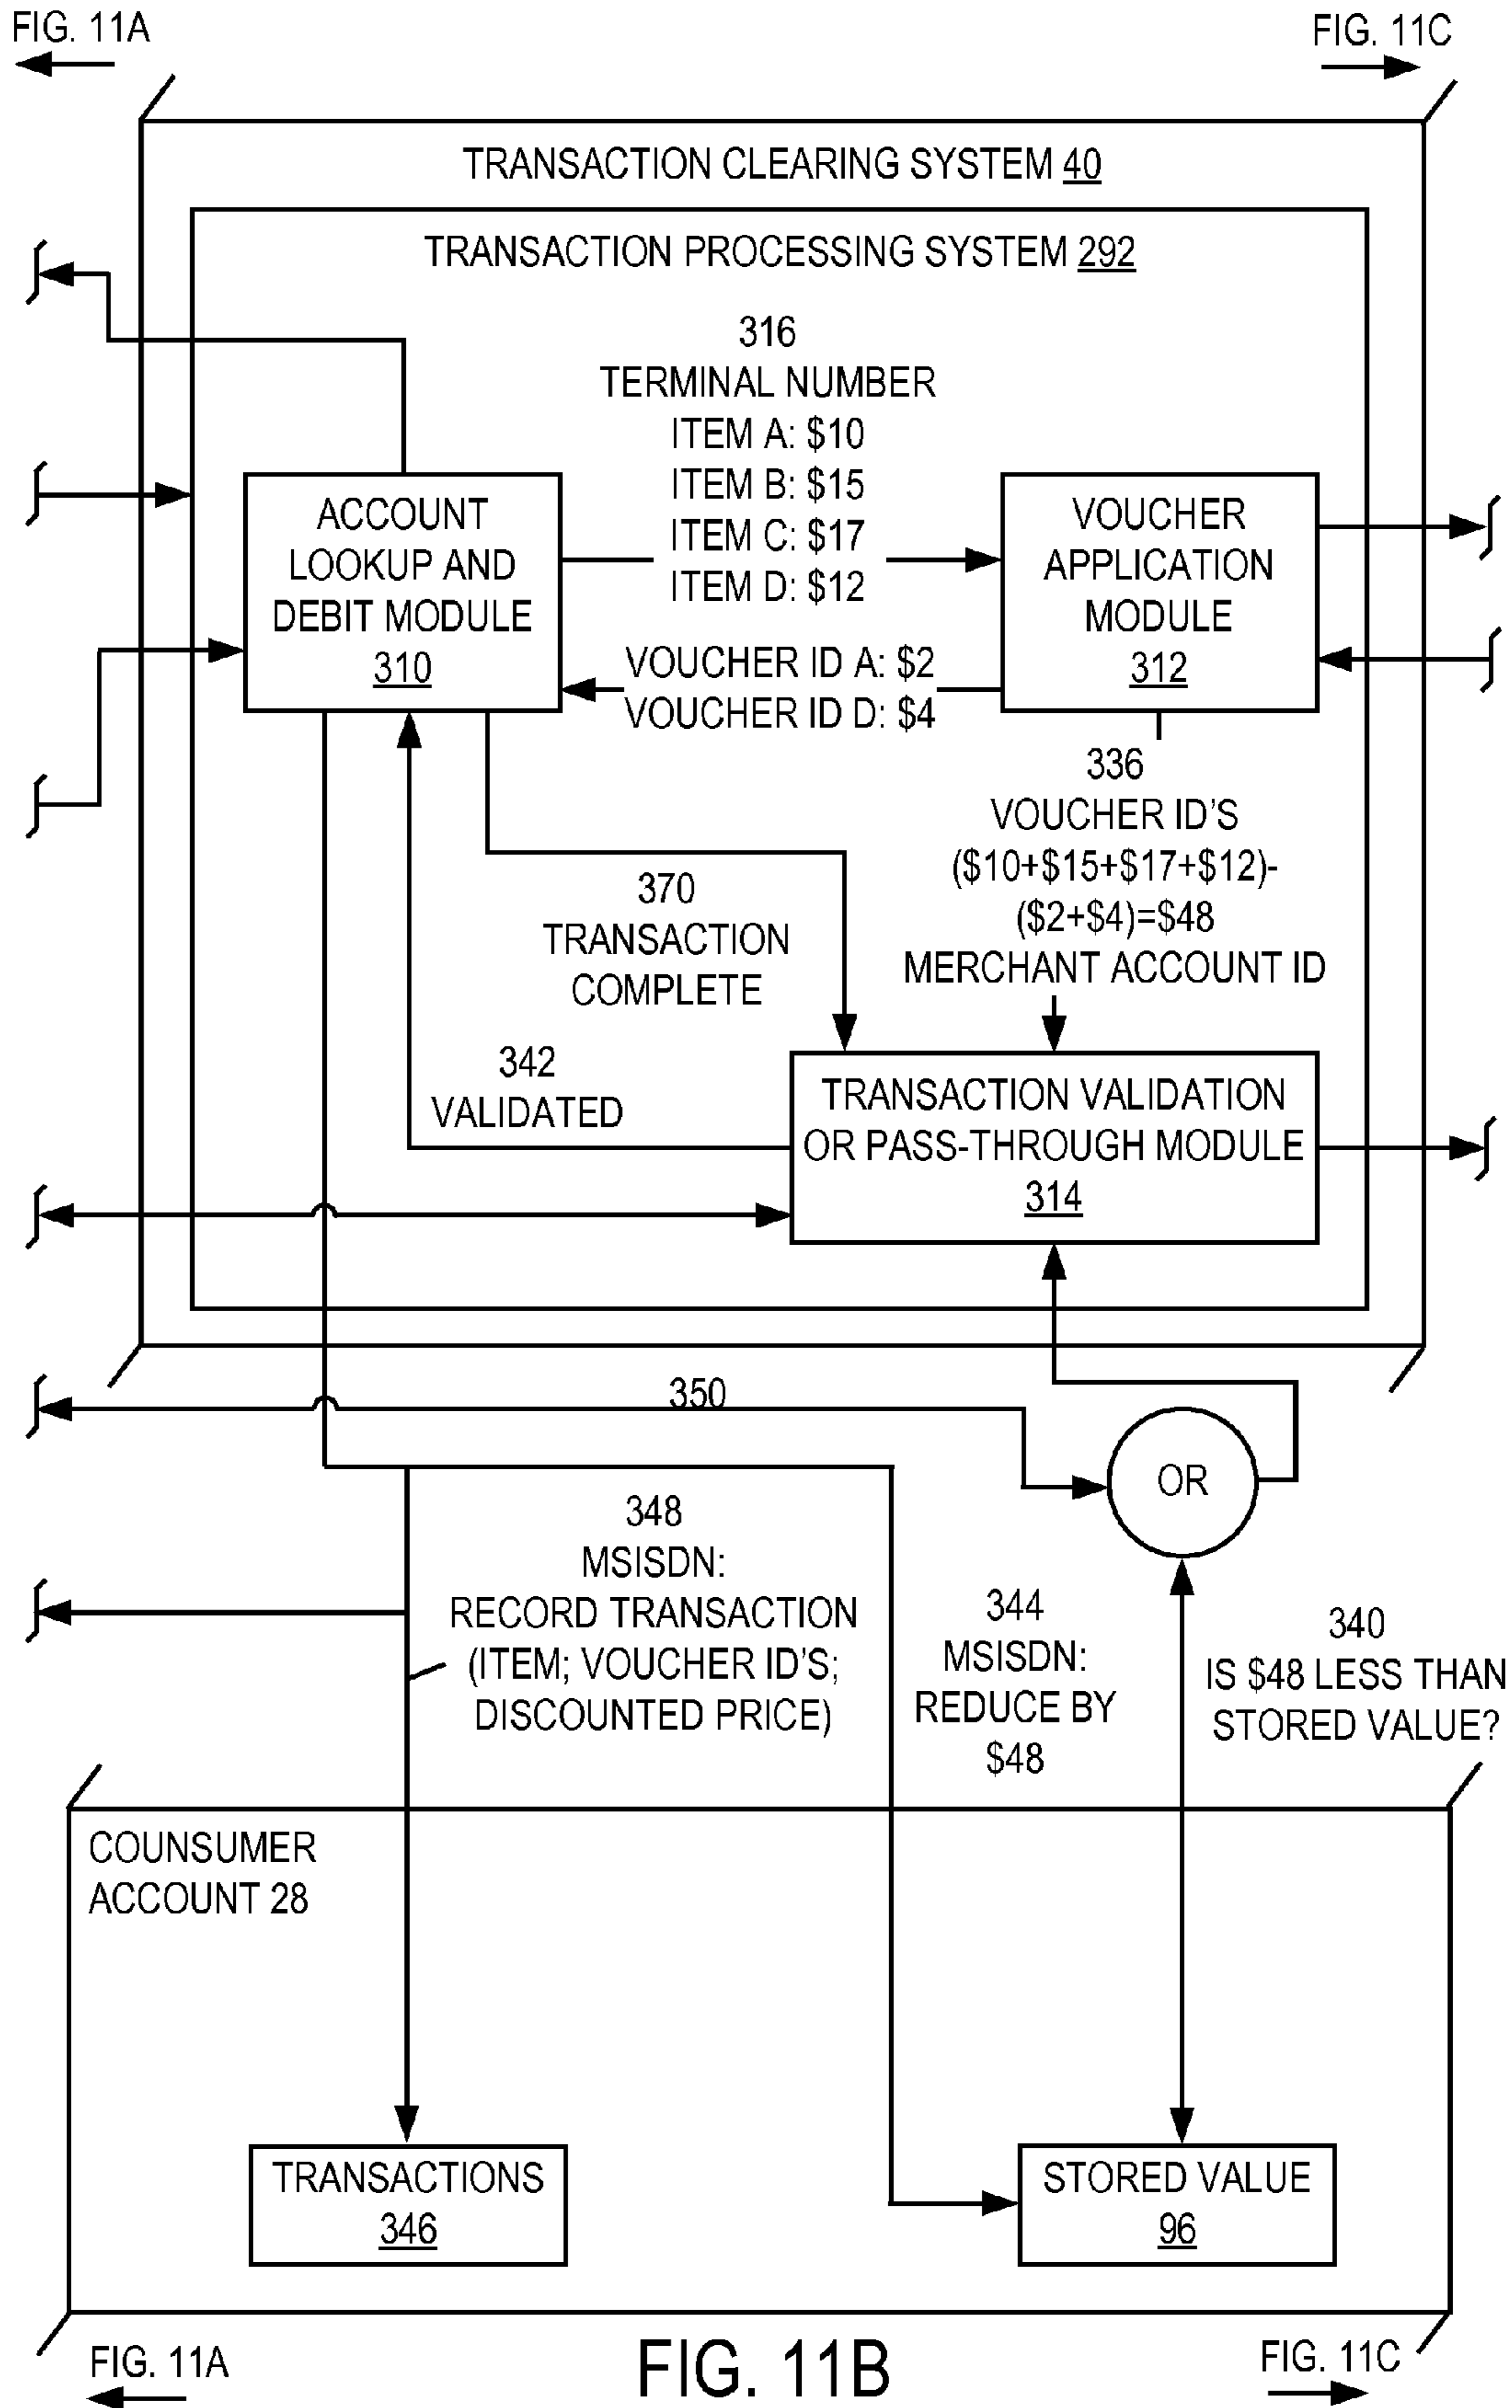 FIG. 11A
FIG. 11C
TRANSACTION CLEARING SYSTEM 40
TRANSACTION PROCESSING SYSTEM 292
316
TERMINAL NUMBER
ITEM A: $10
ITEM B: $15
ITEM C: $17
ITEM D: $12
ACCOUNT
LOOKUP AND
DEBIT MODULE
310
VOUCHER
APPLICATION
MODULE
312
VOUCHER ID A: $2
VOUCHER ID D: $4
336
VOUCHER ID'S
($10+$15+$17+$12)-
($2+$4)=$48
MERCHANT ACCOUNT ID
370
TRANSACTION
COMPLETE
342
VALIDATED
TRANSACTION VALIDATION
OR PASS-THROUGH MODULE
314
350
OR
348
MSISDN:
RECORD TRANSACTION
(ITEM; VOUCHER ID'S;
DISCOUNTED PRICE)
344
MSISDN:
REDUCE BY
$48
340
IS $48 LESS THAN
STORED VALUE?
COUNSUMER
ACCOUNT 28
TRANSACTIONS
346
STORED VALUE
96
FIG. 11A
FIG. 11B
FIG. 11C